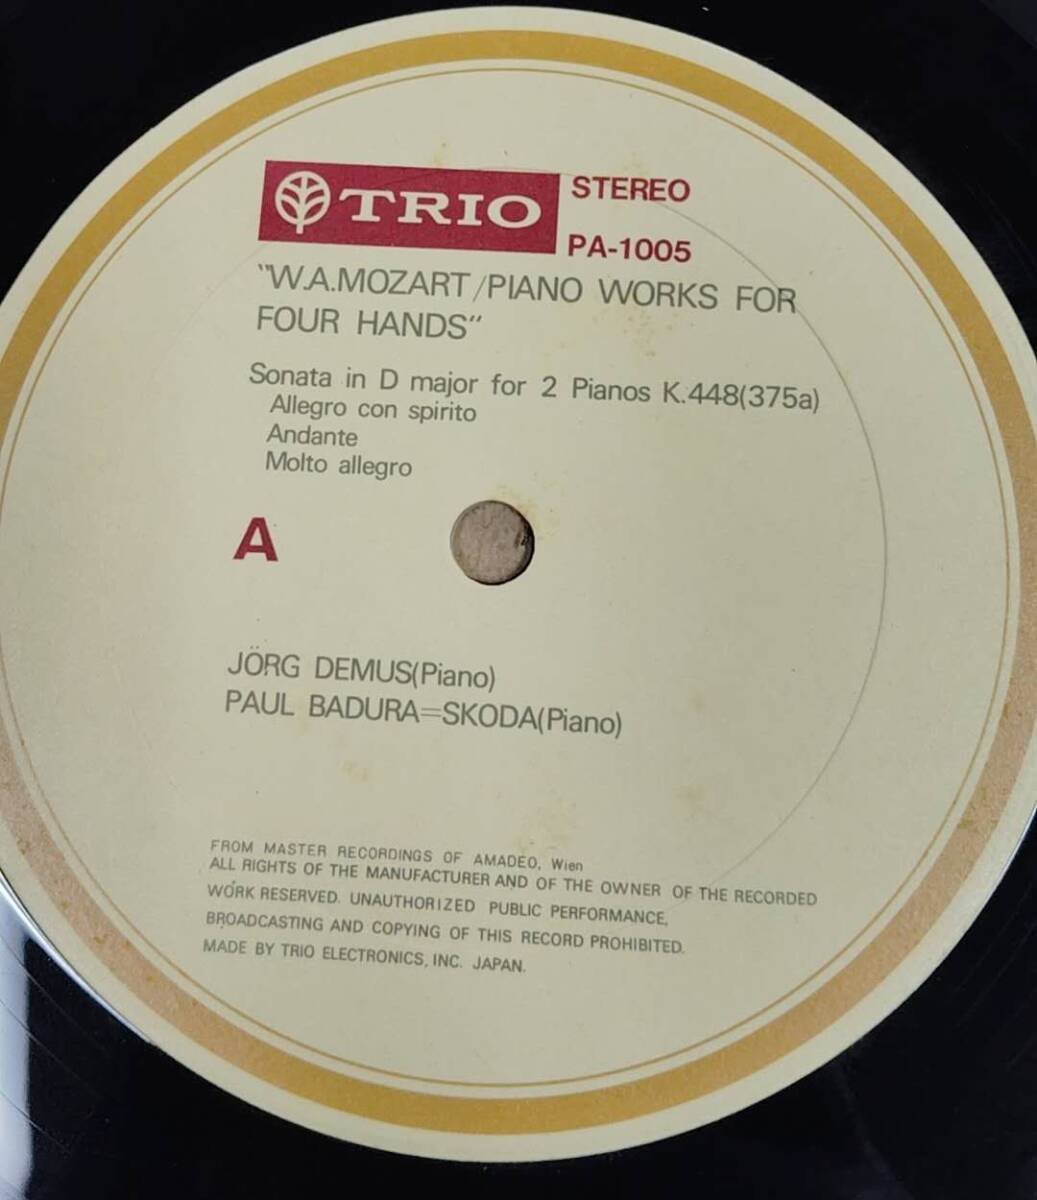 TRIO
STEREO
PA-1005
"W.A.MOZART/PIANO WORKS FOR
FOUR HANDS"
Sonata in D major for 2 Pianos K.448(375a)
Allegro con spirito
Andante
Molto allegro
A
JÖRG DEMUS(Piano)
PAUL BADURA=SKODA(Piano)
FROM MASTER RECORDINGS OF AMADEO, Wien
ALL RIGHTS OF THE MANUFACTURER AND OF THE OWNER OF THE RECORDED
WORK RESERVED. UNAUTHORIZED PUBLIC PERFORMANCE,
BROADCASTING AND COPYING OF THIS RECORD PROHIBITED.
MADE BY TRIO ELECTRONICS, INC. JAPAN.